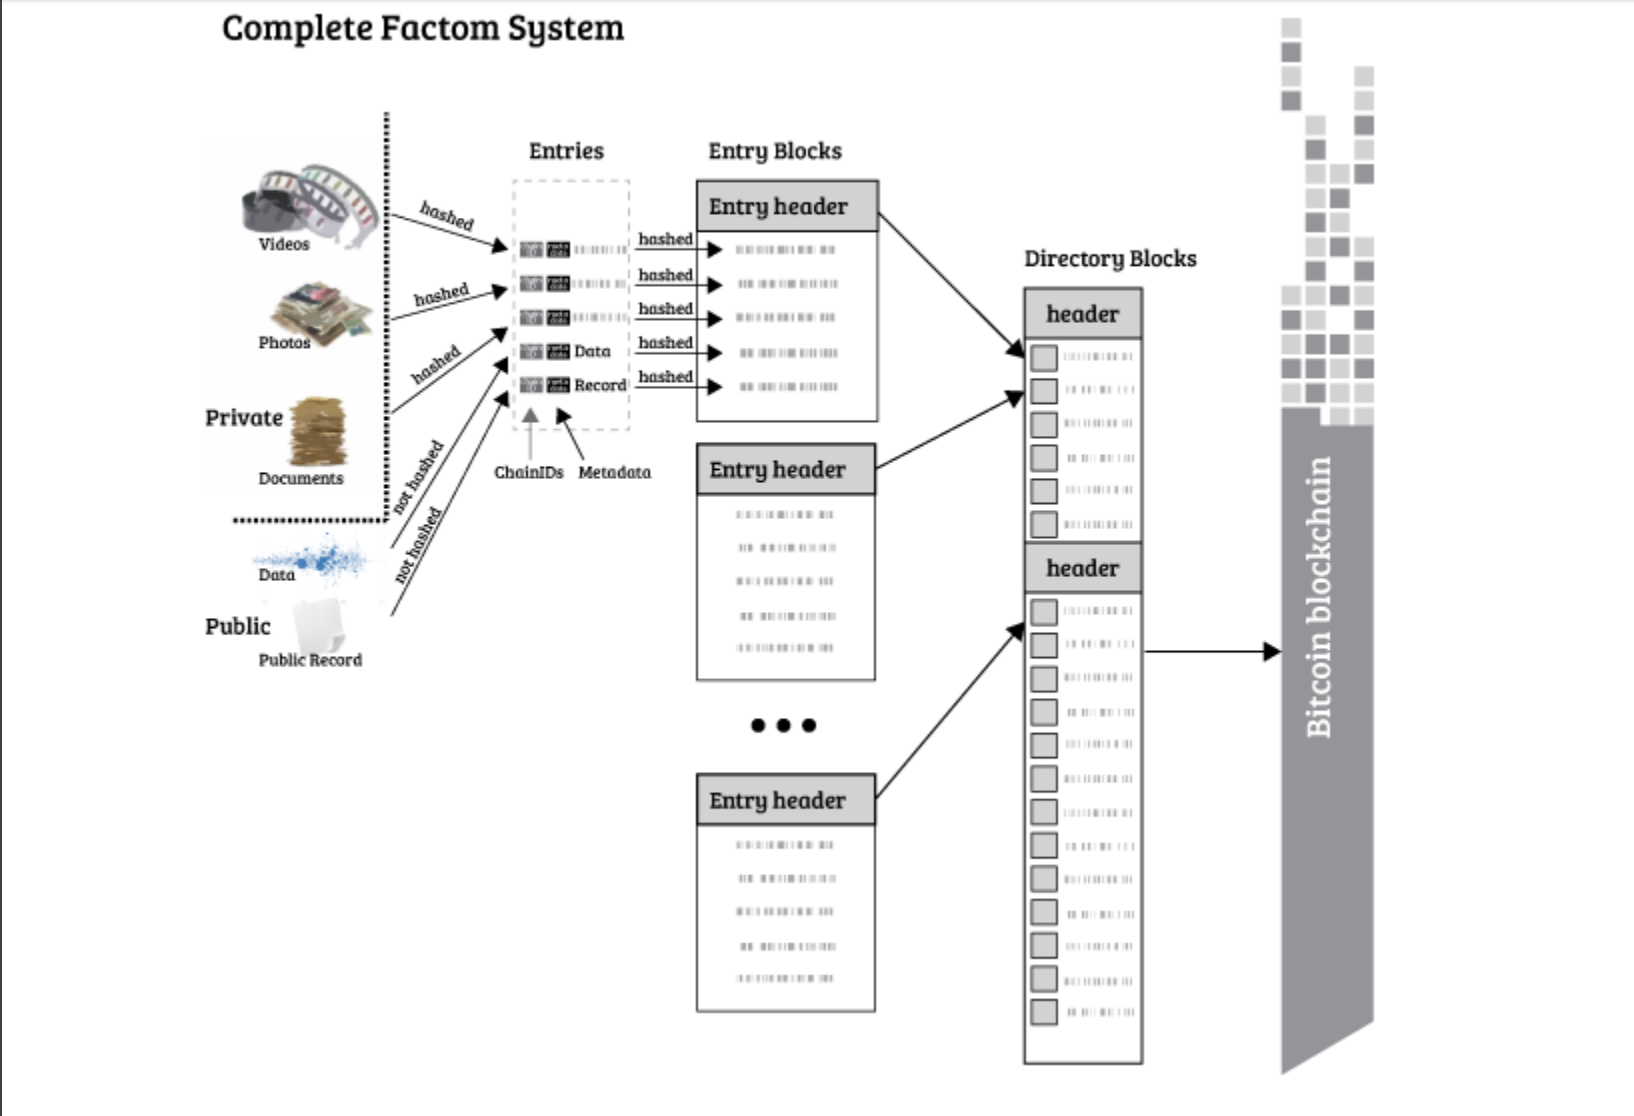 Complete Factom System
Entries
Entry Blocks
Videos
hashed
Photos
hashed
Private
Documents
hashed
Data
not hashed
Public
Public Record
not hashed
Data
Record
ChainIDs
Metadata
hashed
hashed
hashed
hashed
hashed
Entry header
Entry header
Entry header
Directory Blocks
header
header
Bitcoin blockchain